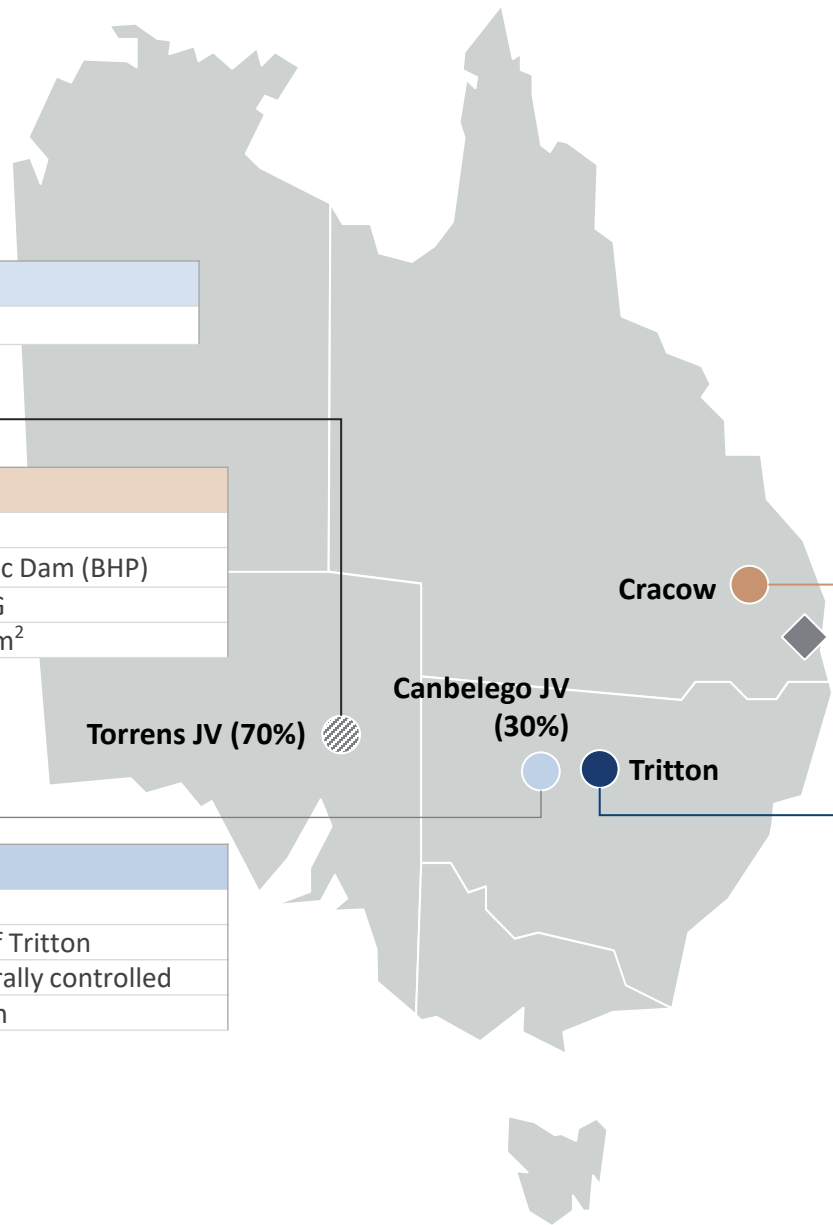 c Dam (BHP)
G
m²
Cracow
Canbelego JV
(30%)
Torrens JV (70%)
Tritton
f Tritton
rally controlled
n